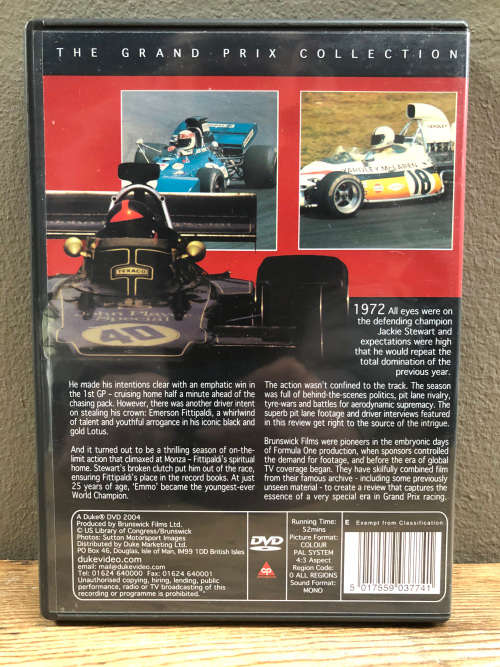 THE GRAND PRIX COLLECTION
YARDLEY
YARDLEY McLAREN
18
TEXACO
40
1972 All eyes were on
the defending champion
Jackie Stewart and
expectations were high
that he would repeat the
total domination of the
previous year.
He made his intentions clear with an emphatic win in
the 1st GP - cruising home half a minute ahead of the
chasing pack. However, there was another driver intent
on stealing his crown: Emerson Fittipaldi, a whirlwind
of talent and youthful arrogance in his iconic black and
gold Lotus.
And it turned out to be a thrilling season of on-the-
limit action that climaxed at Monza - Fittipaldi's spiritual
home. Stewart's broken clutch put him out of the race,
ensuring Fittipaldi's place in the record books. At just
25 years of age, 'Emmo' became the youngest-ever
World Champion.
The action wasn't confined to the track. The season
was full of behind-the-scenes politics, pit lane rivalry,
tyre-wars and battles for aerodynamic supremacy. The
superb pit lane footage and driver interviews featured
in this review get right to the source of the intrigue.
Brunswick Films were pioneers in the embryonic days
of Formula One production, when sponsors controlled
the demand for footage, and before the era of global
TV coverage began. They have skilfully combined film
from their famous archive - including some previously
unseen material - to create a review that captures the
essence of a very special era in Grand Prix racing.
A Duke® DVD 2004
Produced by Brunswick Films Ltd.
© US Library of Congress/Brunswick
Photos: Sutton Motorsport Images
Distributed by Duke Marketing Ltd.
PO Box 46, Douglas, Isle of Man, IM99 1DD British Isles
dukevideo.com
email: mail@dukevideo.com
Tel: 01624 640000 Fax: 01624 640001
Unauthorised copying, hiring, lending, public
performance, radio or TV broadcasting of this
recording or programme is prohibited.
DVD
VIDEO
Running Time:
52mins
Picture Format:
COLOUR
PAL SYSTEM
4:3 Aspect
Region Code:
0 ALL REGIONS
Sound Format:
MONO
E Exempt from Classification
5 017559 037741